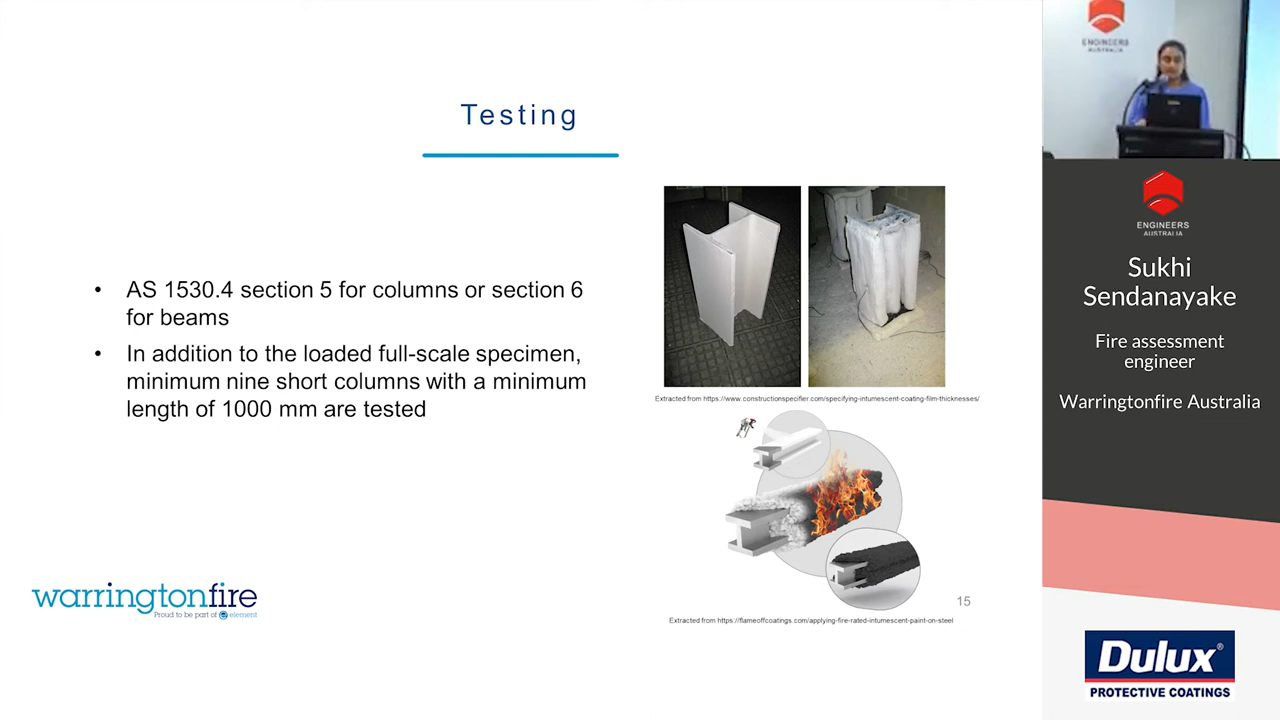 Testing
• AS 1530.4 section 5 for columns or section 6
for beams
• In addition to the loaded full-scale specimen,
minimum nine short columns with a minimum
length of 1000 mm are tested
Extracted from https://www.constructionspecifier.com/specifying-intumescent-coating-film-thicknesses/
15
Extracted from https://flameoffcoatings.com/applying-fire-rated-intumescent-paint-on-steel
warringtonfire
Proud to be part of e element
ENGINEERS
AUSTRALIA
ENGINEERS
AUSTRALIA
Sukhi
Sendanayake
Fire assessment
engineer
Warringtonfire Australia
Dulux®
PROTECTIVE COATINGS